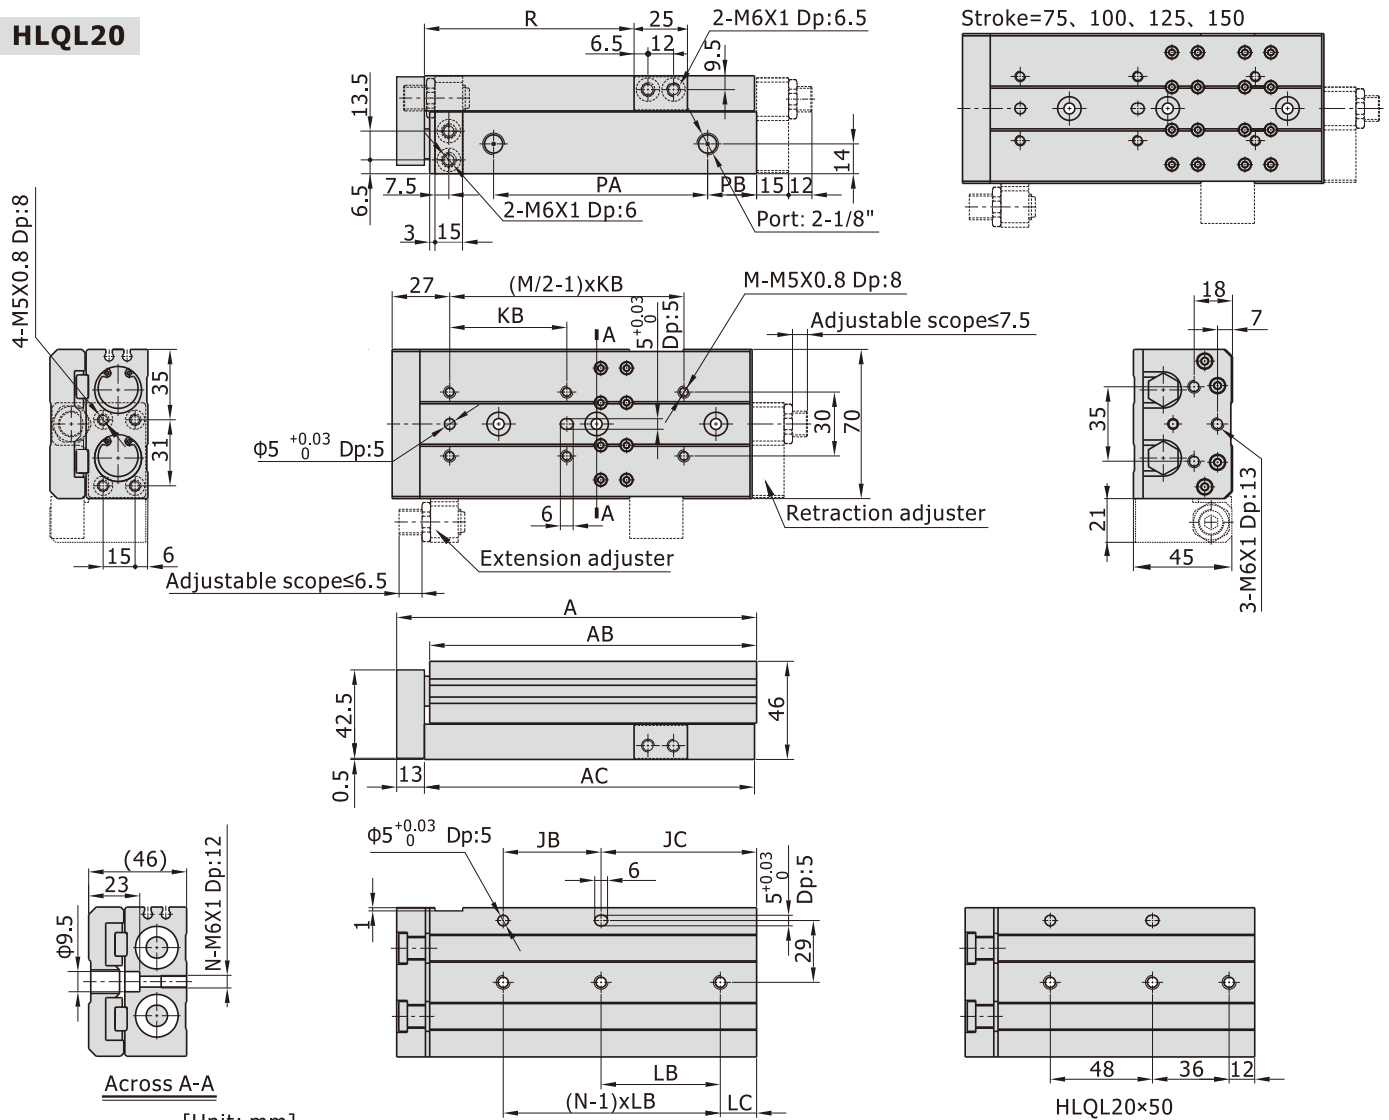 HLQL20
R
25
2-M6X1 Dp:6.5
6.5
12
9.5
13.5
6.5
7.5
PA
PB
15
12
14
2-M6X1 Dp:6
Port: 2-1/8"
3
15
Stroke=75、100、125、150
4-M5X0.8 Dp:8
35
31
15
6
27
(M/2-1)xKB
KB
A
5 +0.03 0
Dp:5
M-M5X0.8 Dp:8
Adjustable scope≤7.5
30
70
Φ5 +0.03 0 Dp:5
6
A
Retraction adjuster
Extension adjuster
Adjustable scope≤6.5
18
7
35
21
45
3-M6X1 Dp:13
A
AB
42.5
0.5
13
AC
46
(46)
23
Φ9.5
N-M6X1 Dp:12
Across A-A
Φ5 +0.03 0 Dp:5
JB
JC
6
5 +0.03 0
Dp:5
1
29
LB
(N-1)xLB
LC
48
36
12
HLQL20×50
[Unit: mm]